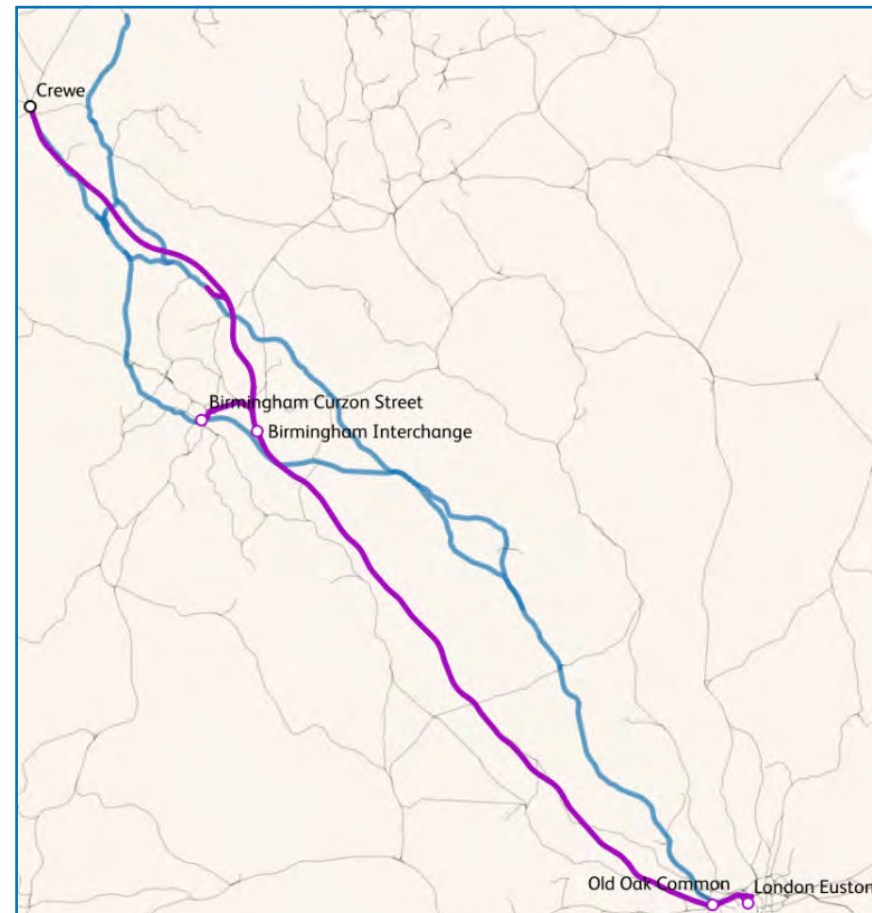 Crewe
Birmingham Curzon Street
Birmingham Interchange
Old Oak Common
London Euston